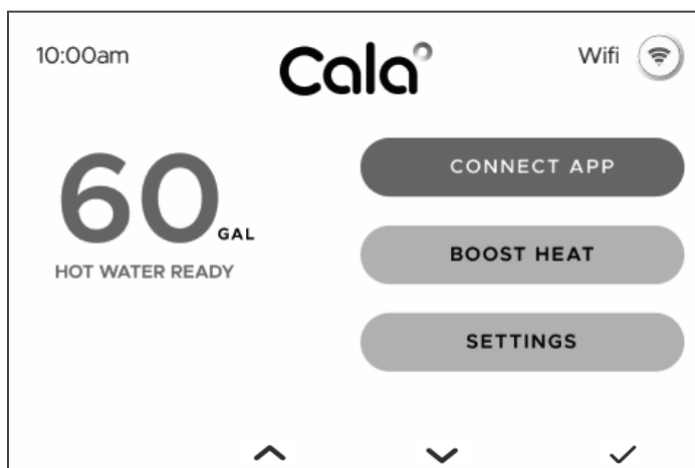 10:00am
Cala
Wifi
60 GAL
HOT WATER READY
CONNECT APP
BOOST HEAT
SETTINGS